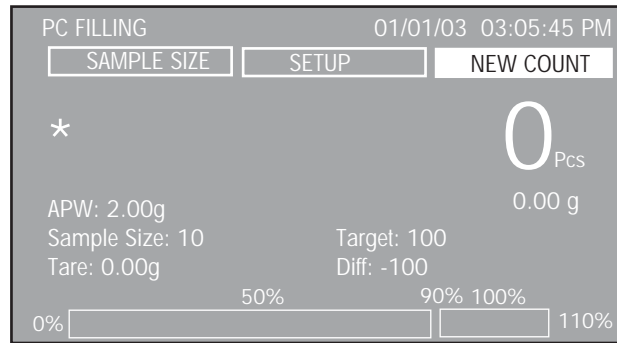 PC FILLING 01/01/03 03:05:45 PM
SAMPLE SIZE SETUP NEW COUNT
* 0 Pcs
0.00 g
APW: 2.00g
Sample Size: 10 Target: 100
Tare: 0.00g Diff: -100
50% 90% 100%
0% 110%